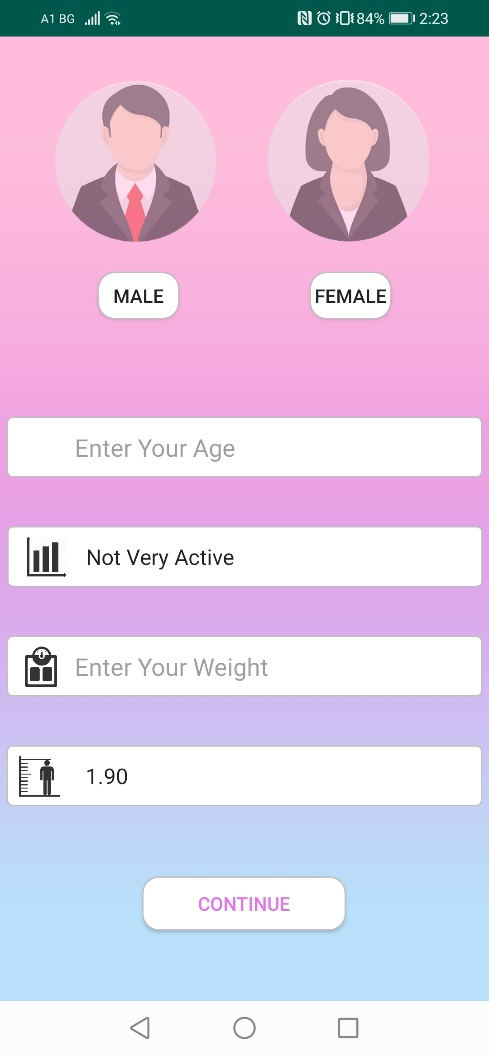 A1 BG 84% 2:23
MALE FEMALE
Enter Your Age
Not Very Active
Enter Your Weight
1.90
CONTINUE